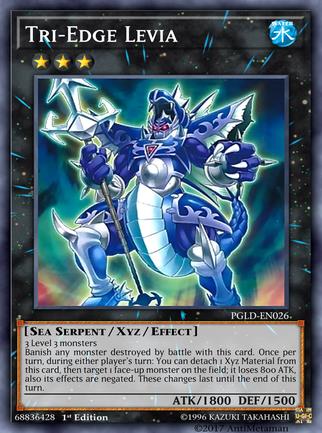 Tri-Edge Levia
WATER
水
PGLD-EN026
[Sea Serpent / Xyz / Effect]
3 Level 3 monsters
Banish any monster destroyed by battle with this card. Once per
turn, during either player's turn: You can detach 1 Xyz Material from
this card, then target 1 face-up monster on the field; it loses 800 ATK,
also its effects are negated. These changes last until the end of this
turn.
ATK/1800 DEF/1500
68836428 1st Edition ©1996 KAZUKI TAKAHASHI
©2017 AntiMetaman